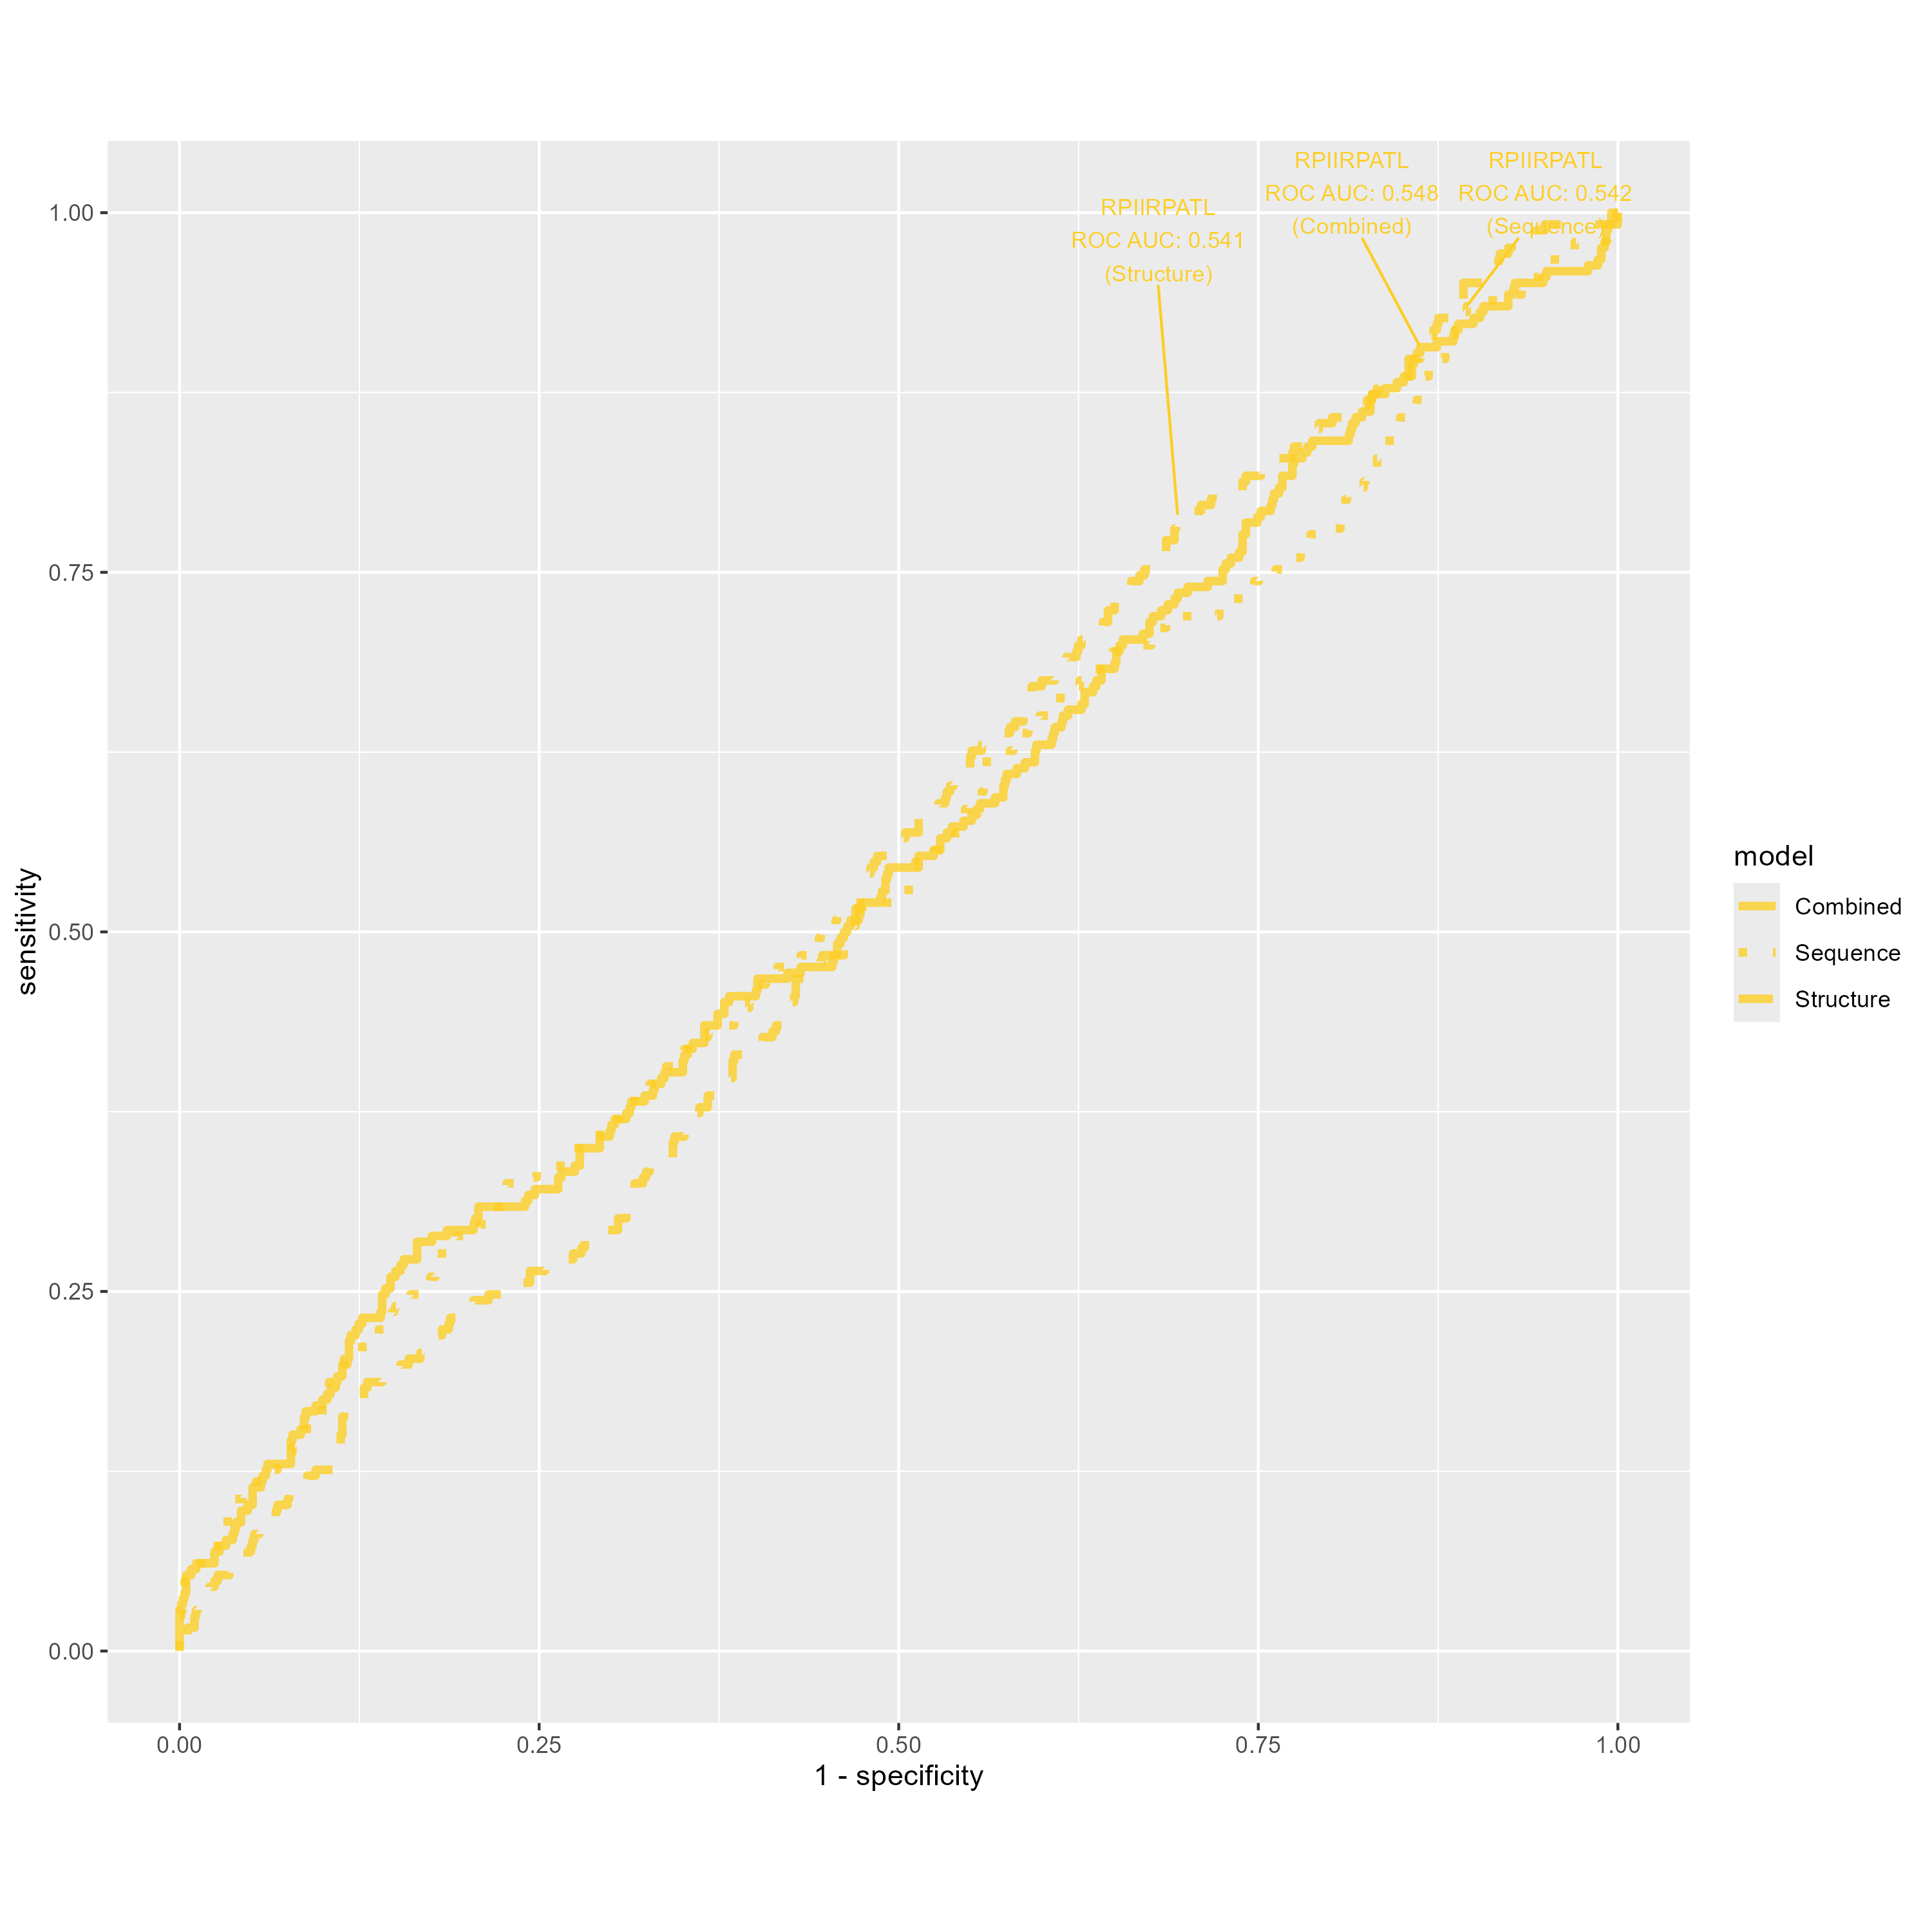 RPIIRPATL
ROC AUC: 0.541
(Structure)
RPIIRPATL
ROC AUC: 0.548
(Combined)
RPIIRPATL
ROC AUC: 0.542
(Sequence)
1.00
0.75
0.50
0.25
0.00
sensitivity
0.00
0.25
0.50
0.75
1.00
1 - specificity
model
Combined
Sequence
Structure